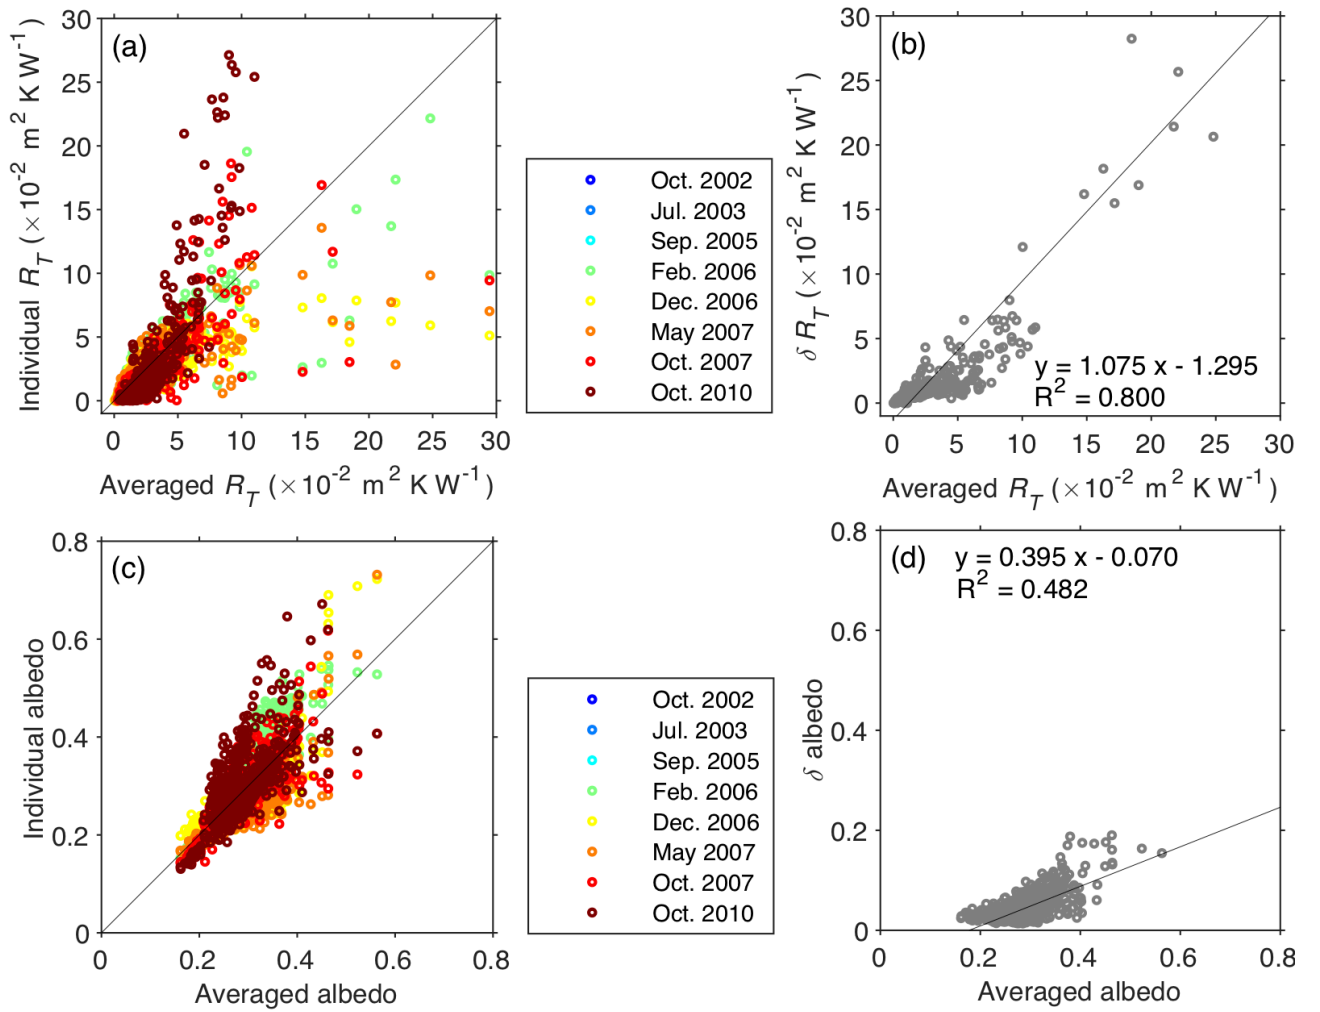 (a)
30
25
20
15
10
5
0
0 5 10 15 20 25 30
Individual R_T (×10^-2 m^2 K W^-1)
Averaged R_T (×10^-2 m^2 K W^-1)
Oct. 2002
Jul. 2003
Sep. 2005
Feb. 2006
Dec. 2006
May 2007
Oct. 2007
Oct. 2010
(b)
30
25
20
15
10
5
0
0 5 10 15 20 25 30
δ R_T (×10^-2 m^2 K W^-1)
y = 1.075 x - 1.295
R^2 = 0.800
Averaged R_T (×10^-2 m^2 K W^-1)
(c)
0.8
0.6
0.4
0.2
0
0 0.2 0.4 0.6 0.8
Individual albedo
Averaged albedo
Oct. 2002
Jul. 2003
Sep. 2005
Feb. 2006
Dec. 2006
May 2007
Oct. 2007
Oct. 2010
(d)
y = 0.395 x - 0.070
R^2 = 0.482
0.8
0.6
0.4
0.2
0
0 0.2 0.4 0.6 0.8
δ albedo
Averaged albedo